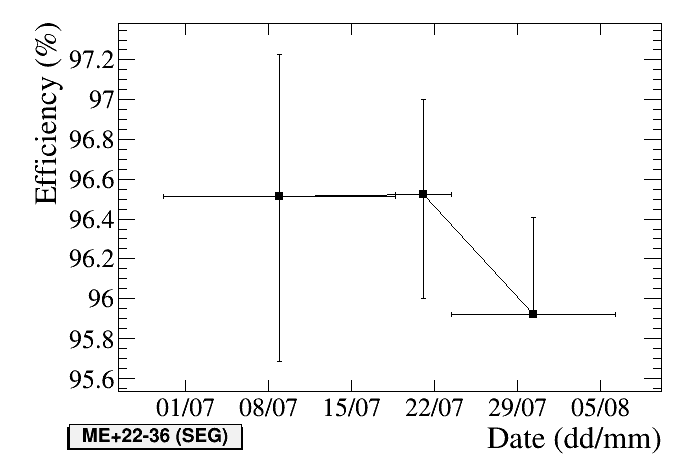 Efficiency (%)
97.2
97
96.8
96.6
96.4
96.2
96
95.8
95.6
01/07 08/07 15/07 22/07 29/07 05/08
ME+22-36 (SEG)
Date (dd/mm)